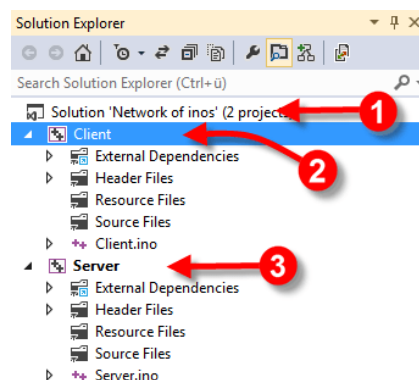 Solution Explorer
Search Solution Explorer (Ctrl+ü)
Solution 'Network of inos' (2 projects)
1
Client
2
External Dependencies
Header Files
Resource Files
Source Files
Client.ino
Server
3
External Dependencies
Header Files
Resource Files
Source Files
Server.ino